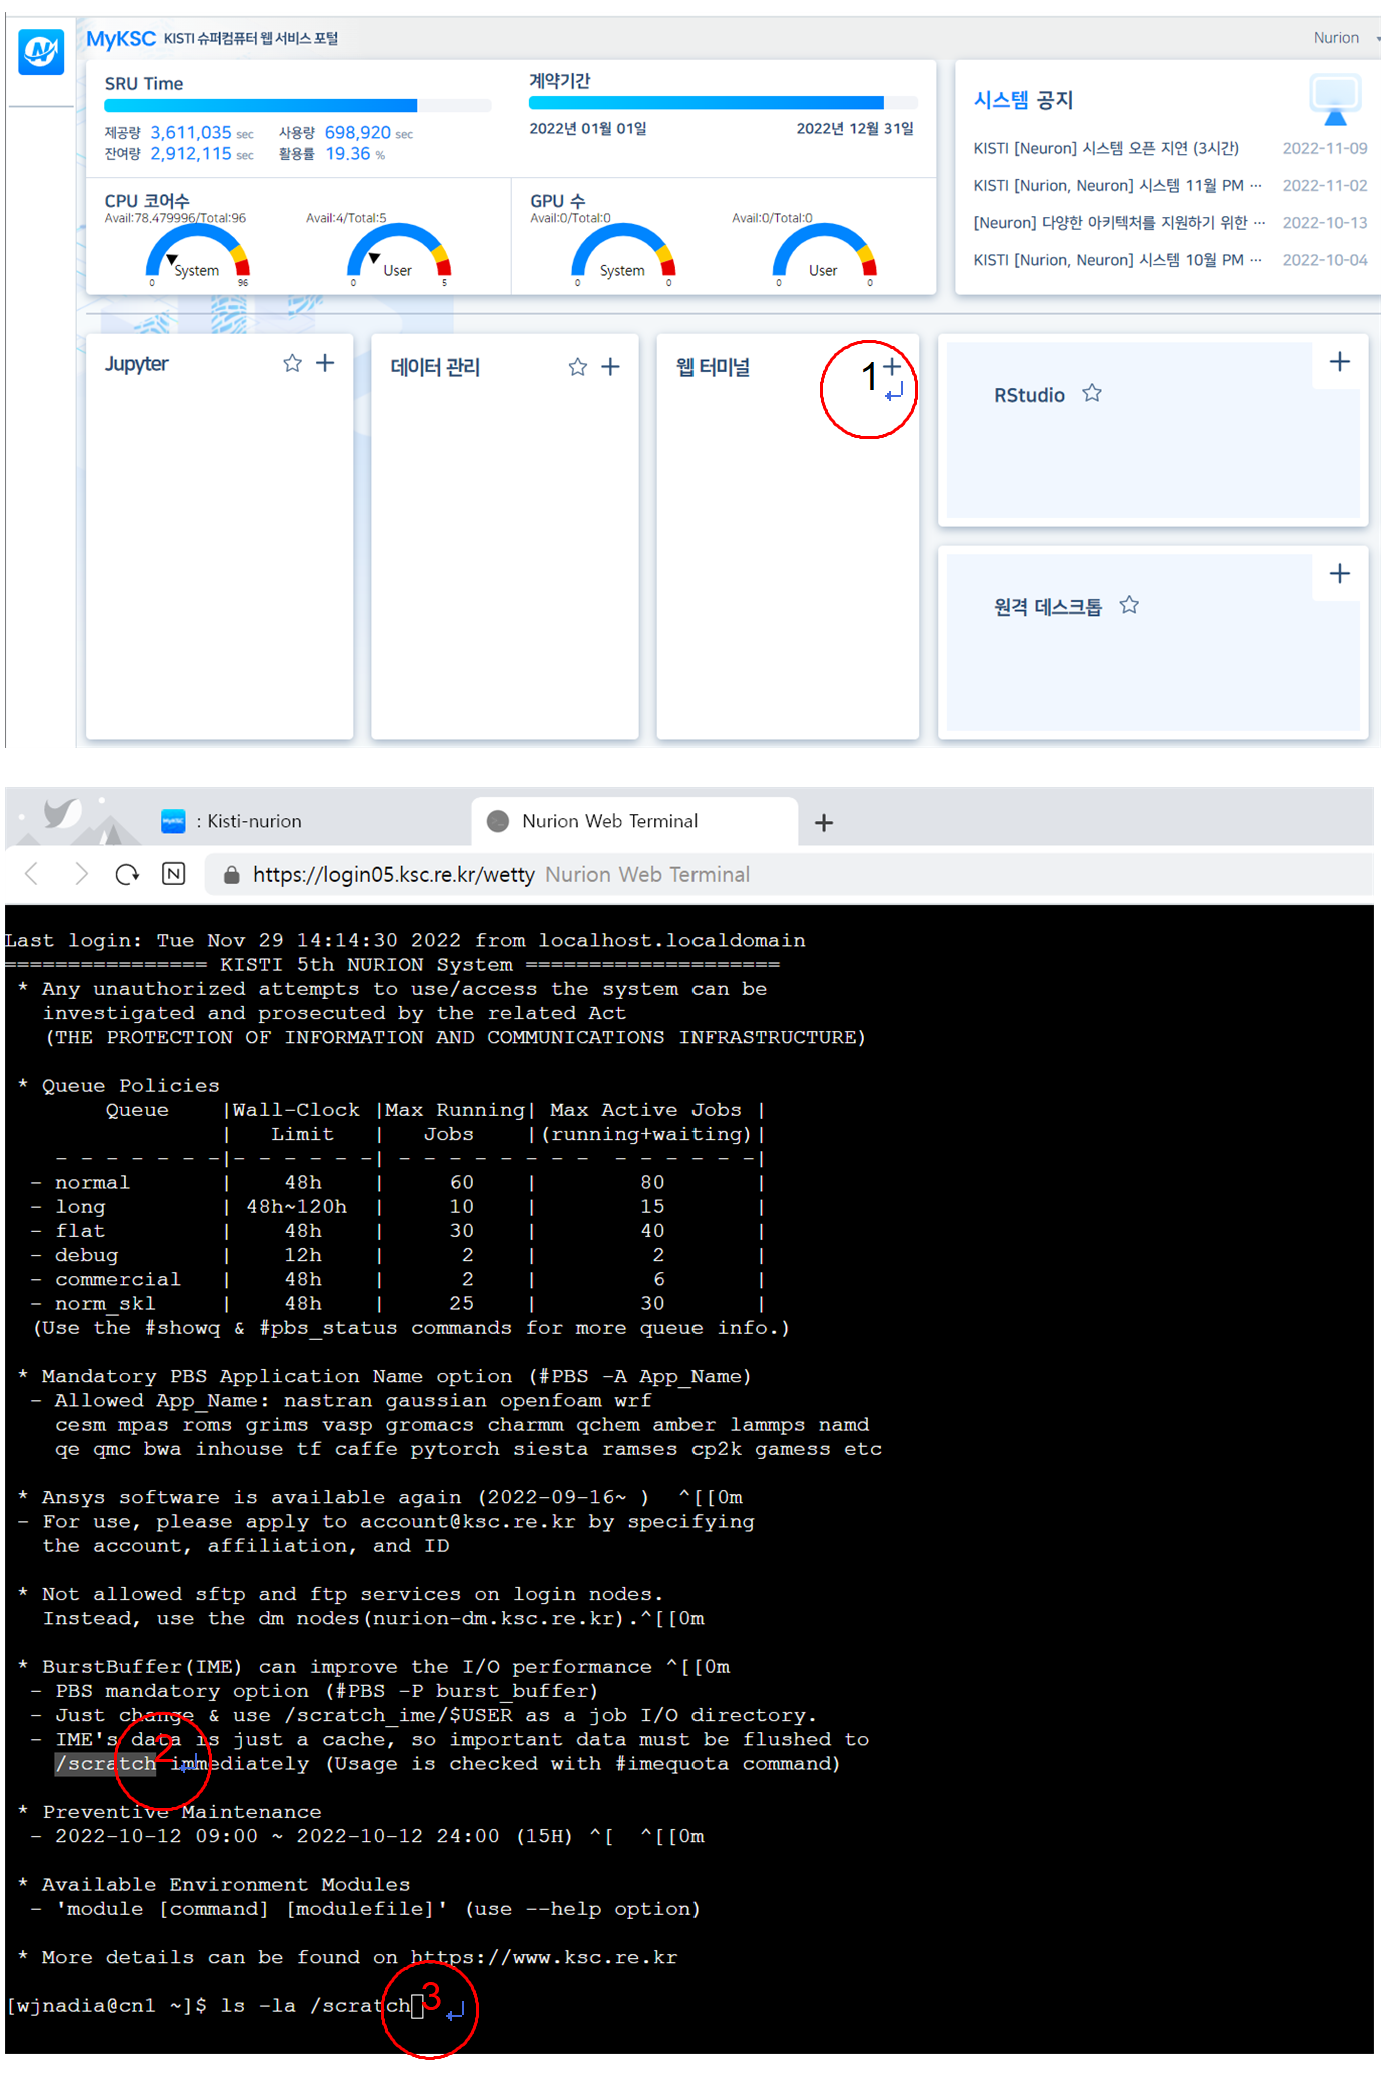 MyKSC KISTI 슈퍼컴퓨터 웹 서비스 포털
Nurion
SRU Time
제공량 3,611,035 sec 사용량 698,920 sec
잔여량 2,912,115 sec 활용률 19.36 %
계약기간
2022년 01월 01일 2022년 12월 31일
CPU 코어수
Avail:78.479996/Total:96 Avail:4/Total:5
System
0 96
User
0 5
GPU 수
Avail:0/Total:0 Avail:0/Total:0
System
0 0
User
0 0
시스템 공지
KISTI [Neuron] 시스템 오픈 지연 (3시간) 2022-11-09
KISTI [Nurion, Neuron] 시스템 11월 PM ... 2022-11-02
[Neuron] 다양한 아키텍처를 지원하기 위한 ... 2022-10-13
KISTI [Nurion, Neuron] 시스템 10월 PM ... 2022-10-04
Jupyter
데이터 관리
웹 터미널
1
RStudio
원격 데스크톱
MyKSC : Kisti-nurion
Nurion Web Terminal
N https://login05.ksc.re.kr/wetty Nurion Web Terminal
Last login: Tue Nov 29 14:14:30 2022 from localhost.localdomain
================ KISTI 5th NURION System ====================
* Any unauthorized attempts to use/access the system can be
investigated and prosecuted by the related Act
(THE PROTECTION OF INFORMATION AND COMMUNICATIONS INFRASTRUCTURE)
* Queue Policies
Queue |Wall-Clock |Max Running| Max Active Jobs |
| Limit | Jobs |(running+waiting)|
- - - - - - -|- - - - - -| - - - - - - - - - - - - - -|
- normal | 48h | 60 | 80 |
- long | 48h~120h | 10 | 15 |
- flat | 48h | 30 | 40 |
- debug | 12h | 2 | 2 |
- commercial | 48h | 2 | 6 |
- norm_skl | 48h | 25 | 30 |
(Use the #showq & #pbs_status commands for more queue info.)
* Mandatory PBS Application Name option (#PBS -A App_Name)
- Allowed App_Name: nastran gaussian openfoam wrf
cesm mpas roms grims vasp gromacs charmm qchem amber lammps namd
qe qmc bwa inhouse tf caffe pytorch siesta ramses cp2k gamess etc
* Ansys software is available again (2022-09-16~ ) ^[[0m
- For use, please apply to account@ksc.re.kr by specifying
the account, affiliation, and ID
* Not allowed sftp and ftp services on login nodes.
Instead, use the dm nodes(nurion-dm.ksc.re.kr).^[[0m
* BurstBuffer(IME) can improve the I/O performance ^[[0m
- PBS mandatory option (#PBS -P burst_buffer)
- Just change & use /scratch_ime/$USER as a job I/O directory.
- IME's data is just a cache, so important data must be flushed to
/scratch immediately (Usage is checked with #imequota command)
2
* Preventive Maintenance
- 2022-10-12 09:00 ~ 2022-10-12 24:00 (15H) ^[ ^[[0m
* Available Environment Modules
- 'module [command] [modulefile]' (use --help option)
* More details can be found on https://www.ksc.re.kr
[wjnadia@cn1 ~]$ ls -la /scratch
3